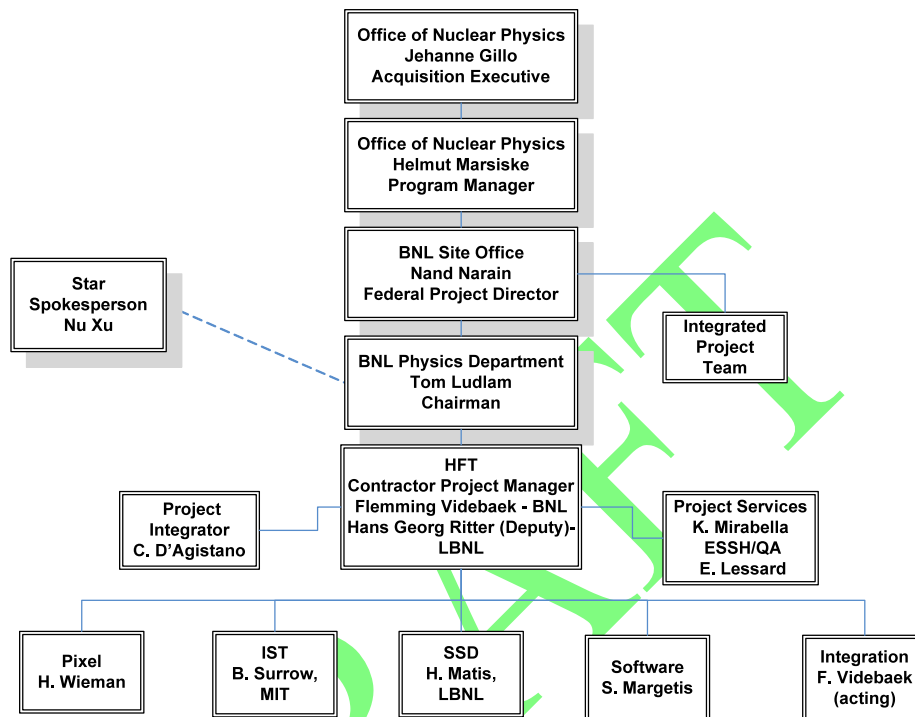 Office of Nuclear Physics
Jehanne Gillo
Acquisition Executive
Office of Nuclear Physics
Helmut Marsiske
Program Manager
BNL Site Office
Nand Narain
Federal Project Director
Star
Spokesperson
Nu Xu
Integrated
Project
Team
BNL Physics Department
Tom Ludlam
Chairman
HFT
Contractor Project Manager
Flemming Videbaek - BNL
Hans Georg Ritter (Deputy)-
LBNL
Project
Integrator
C. D'Agistano
Project Services
K. Mirabella
ESSH/QA
E. Lessard
Pixel
H. Wieman
IST
B. Surrow,
MIT
SSD
H. Matis,
LBNL
Software
S. Margetis
Integration
F. Videbaek
(acting)
DRAFT